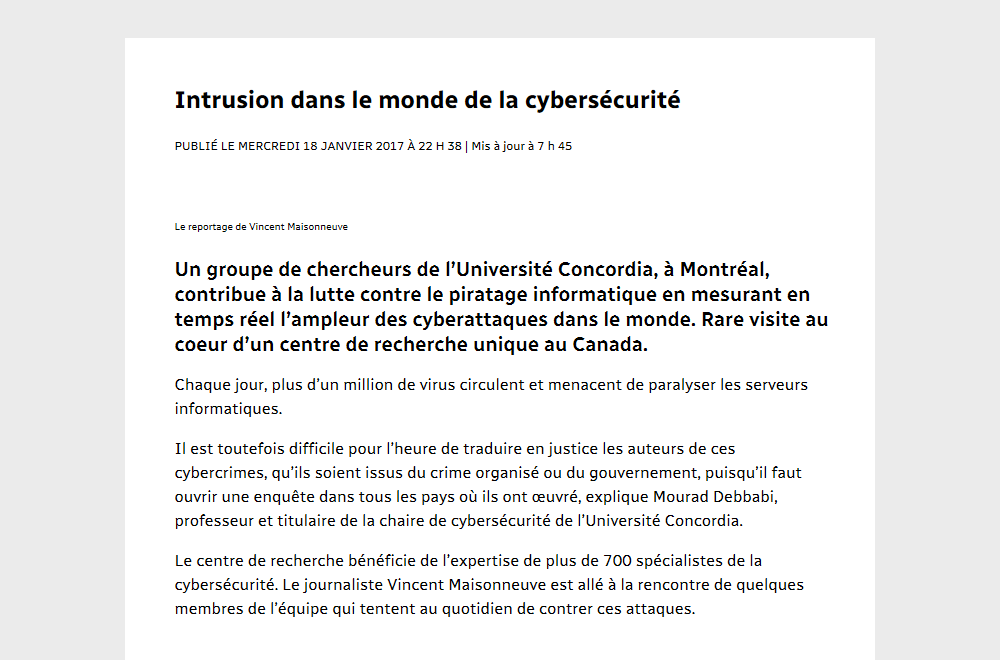 Intrusion dans le monde de la cybersécurité
PUBLIÉ LE MERCREDI 18 JANVIER 2017 À 22 H 38 | Mis à jour à 7 h 45
Le reportage de Vincent Maisonneuve
Un groupe de chercheurs de l’Université Concordia, à Montréal,
contribue à la lutte contre le piratage informatique en mesurant en
temps réel l’ampleur des cyberattaques dans le monde. Rare visite au
coeur d’un centre de recherche unique au Canada.
Chaque jour, plus d’un million de virus circulent et menacent de paralyser les serveurs
informatiques.
Il est toutefois difficile pour l’heure de traduire en justice les auteurs de ces
cybercrimes, qu’ils soient issus du crime organisé ou du gouvernement, puisqu’il faut
ouvrir une enquête dans tous les pays où ils ont œuvré, explique Mourad Debbabi,
professeur et titulaire de la chaire de cybersécurité de l’Université Concordia.
Le centre de recherche bénéficie de l’expertise de plus de 700 spécialistes de la
cybersécurité. Le journaliste Vincent Maisonneuve est allé à la rencontre de quelques
membres de l’équipe qui tentent au quotidien de contrer ces attaques.